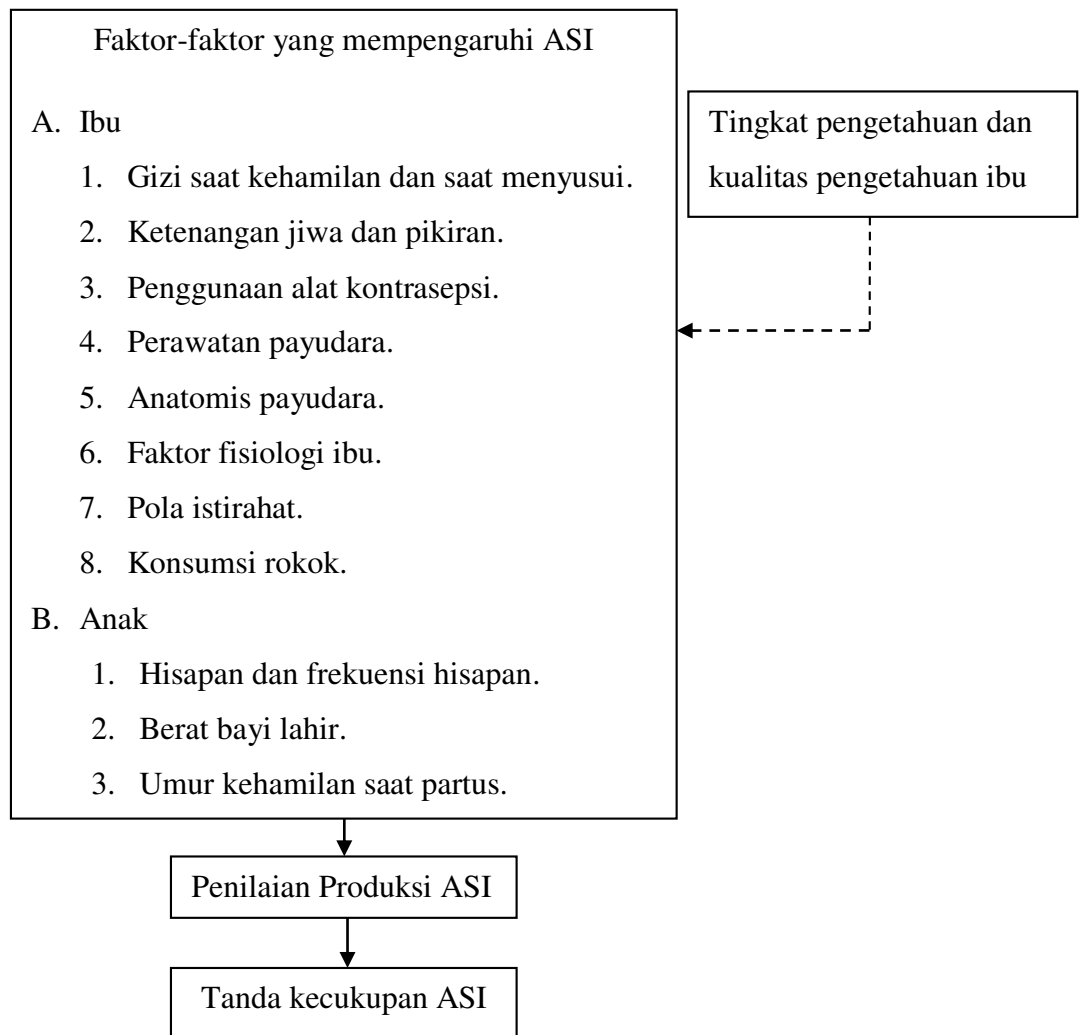 Faktor-faktor yang mempengaruhi ASI
A. Ibu
1. Gizi saat kehamilan dan saat menyusui.
2. Ketenangan jiwa dan pikiran.
3. Penggunaan alat kontrasepsi.
4. Perawatan payudara.
5. Anatomis payudara.
6. Faktor fisiologi ibu.
7. Pola istirahat.
8. Konsumsi rokok.
B. Anak
1. Hisapan dan frekuensi hisapan.
2. Berat bayi lahir.
3. Umur kehamilan saat partus.
Tingkat pengetahuan dan
kualitas pengetahuan ibu
Penilaian Produksi ASI
Tanda kecukupan ASI